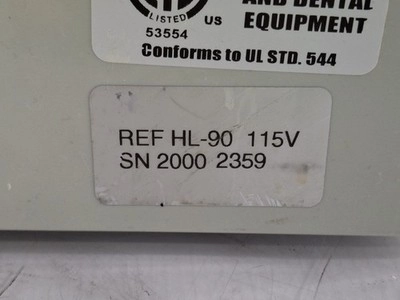 LISTED
US
53554
AND DENTAL
EQUIPMENT
Conforms to UL STD. 544
REF HL-90 115V
SN 2000 2359